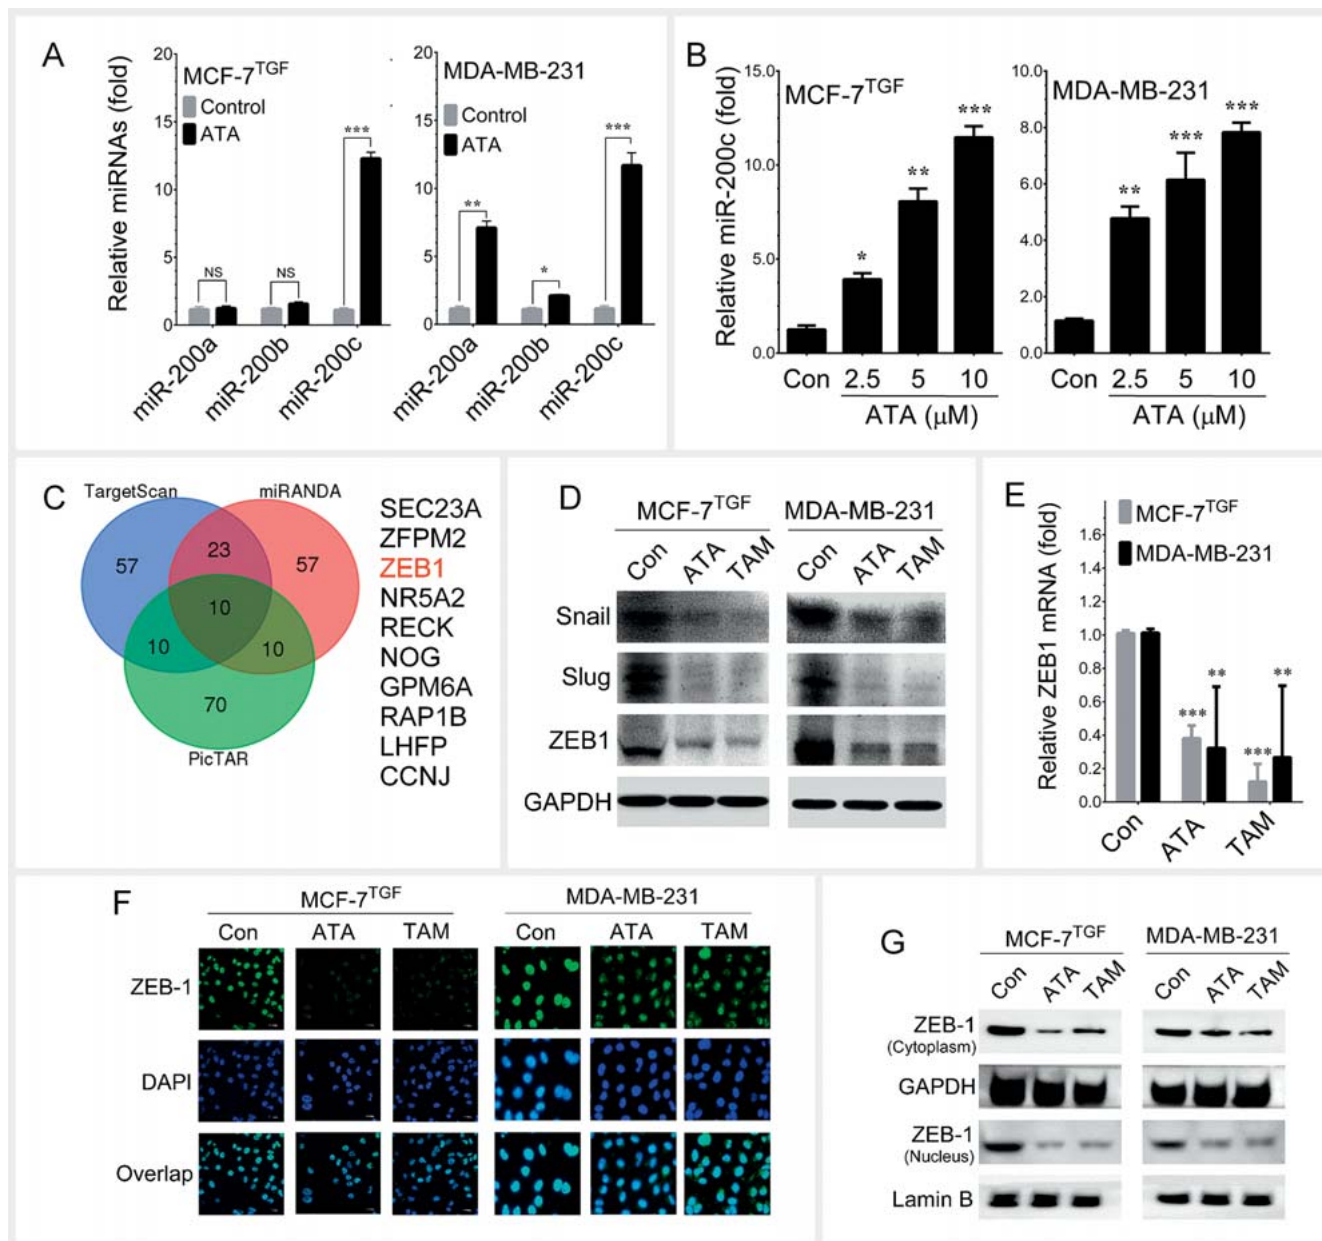 A
MCF-7TGF
Control
ATA
Relative miRNAs (fold)
20
15
10
5
0
NS
NS
***
miR-200a
miR-200b
miR-200c
MDA-MB-231
Control
ATA
20
15
10
5
0
**
*
***
miR-200a
miR-200b
miR-200c
B
MCF-7TGF
Relative miR-200c (fold)
15.0
10.0
5.0
0.0
*
**
***
Con 2.5 5 10
ATA (μM)
MDA-MB-231
10.0
8.0
6.0
4.0
2.0
0.0
**
***
***
Con 2.5 5 10
ATA (μM)
C
TargetScan
miRANDA
57
23
57
10
10
10
70
PicTAR
SEC23A
ZFPM2
ZEB1
NR5A2
RECK
NOG
GPM6A
RAP1B
LHFP
CCNJ
D
MCF-7TGF
MDA-MB-231
Con ATA TAM
Con ATA TAM
Snail
Slug
ZEB1
GAPDH
E
MCF-7TGF
MDA-MB-231
Relative ZEB1 mRNA (fold)
1.6
1.4
1.2
1.0
0.8
0.6
0.4
0.2
0.0
***
**
***
**
Con
ATA
TAM
F
MCF-7TGF
MDA-MB-231
Con ATA TAM
Con ATA TAM
ZEB-1
DAPI
Overlap
G
MCF-7TGF
MDA-MB-231
Con ATA TAM
Con ATA TAM
ZEB-1
(Cytoplasm)
GAPDH
ZEB-1
(Nucleus)
Lamin B